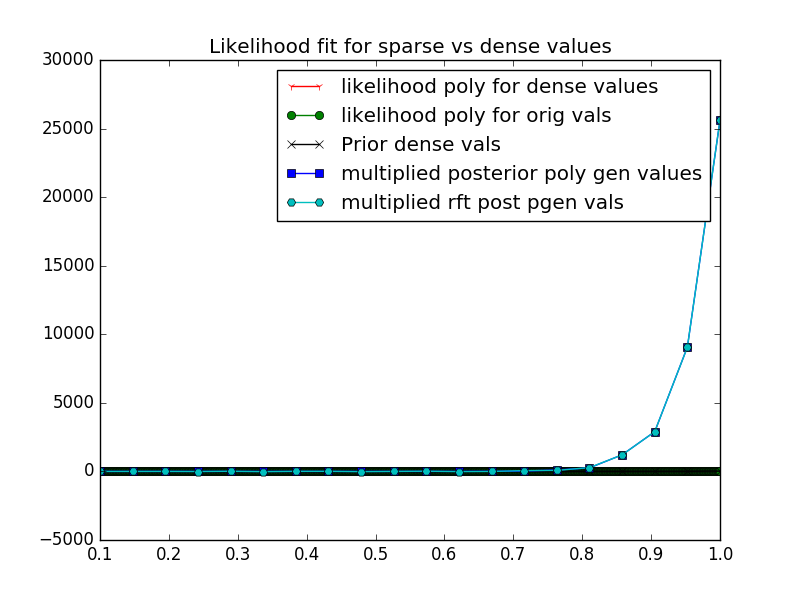 Likelihood fit for sparse vs dense values
30000
25000
20000
15000
10000
5000
0
−5000
likelihood poly for dense values
likelihood poly for orig vals
Prior dense vals
multiplied posterior poly gen values
multiplied rft post pgen vals
0.1 0.2 0.3 0.4 0.5 0.6 0.7 0.8 0.9 1.0